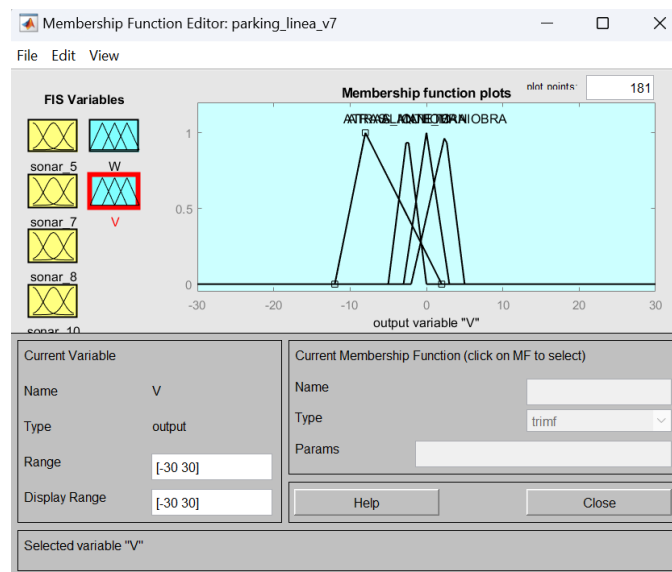 Membership Function Editor: parking_linea_v7
File Edit View
FIS Variables
Membership function plots
plot points:
181
sonar_5
W
sonar_7
V
sonar_8
sonar_10
1
0.5
0
-30
-20
-10
0
10
20
30
output variable "V"
Current Variable
Name
V
Type
output
Range
[-30 30]
Display Range
[-30 30]
Current Membership Function (click on MF to select)
Name
Type
trimf
Params
Help
Close
Selected variable "V"